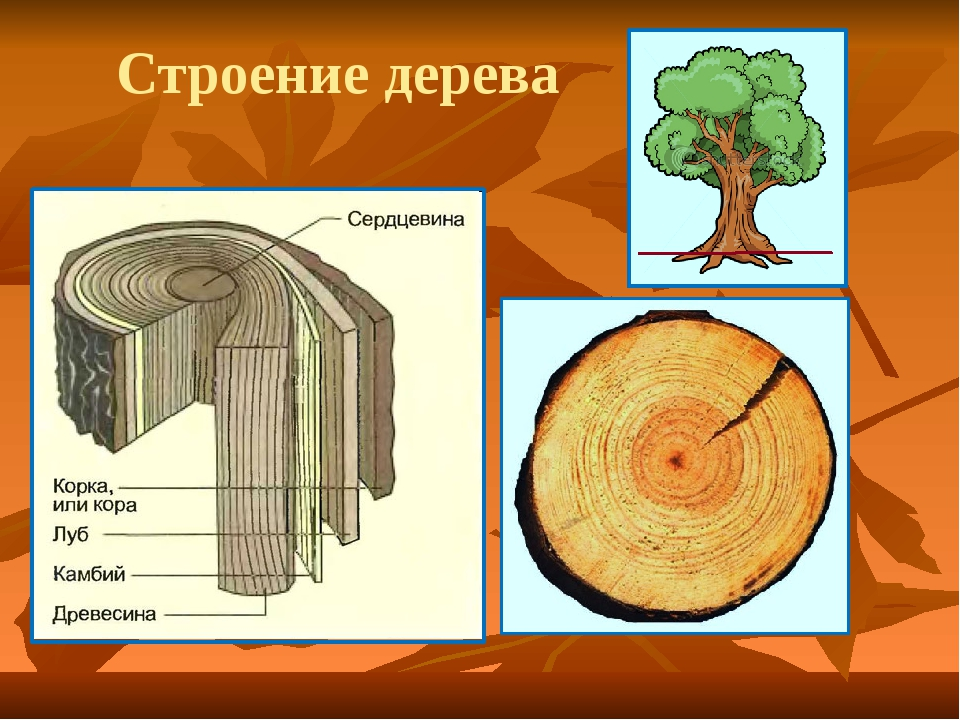 Строение дерева
Сердцевина
Корка,
или кора
Луб
Камбий
Древесина